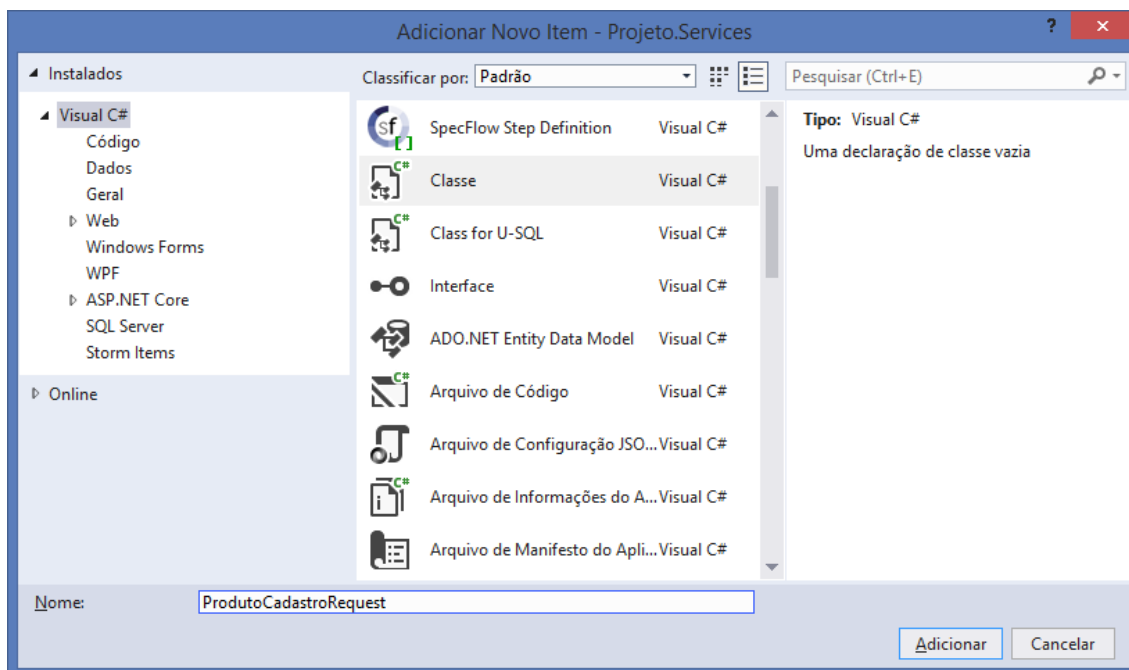 Adicionar Novo Item - Projeto.Services
?
Instalados
Visual C#
Código
Dados
Geral
Web
Windows Forms
WPF
ASP.NET Core
SQL Server
Storm Items
Online
Classificar por: Padrão
SpecFlow Step Definition Visual C#
Classe Visual C#
Class for U-SQL Visual C#
Interface Visual C#
ADO.NET Entity Data Model Visual C#
Arquivo de Código Visual C#
Arquivo de Configuração JSO... Visual C#
Arquivo de Informações do A... Visual C#
Arquivo de Manifesto do Apli... Visual C#
Pesquisar (Ctrl+E)
Tipo: Visual C#
Uma declaração de classe vazia
Nome: ProdutoCadastroRequest
Adicionar Cancelar